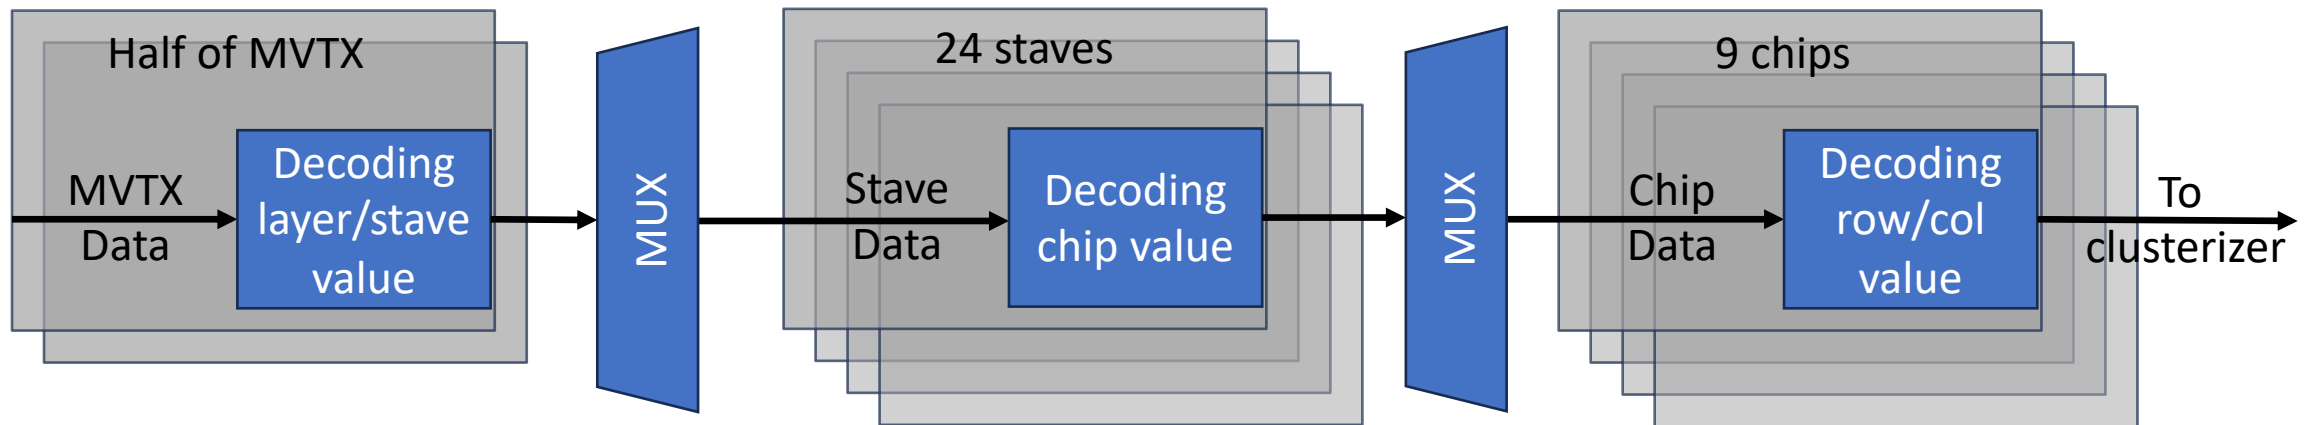 Half of MVTX
MVTX
Data
Decoding
layer/stave
value
MUX
24 staves
Stave
Data
Decoding
chip value
MUX
9 chips
Chip
Data
Decoding
row/col
value
To
clusterizer